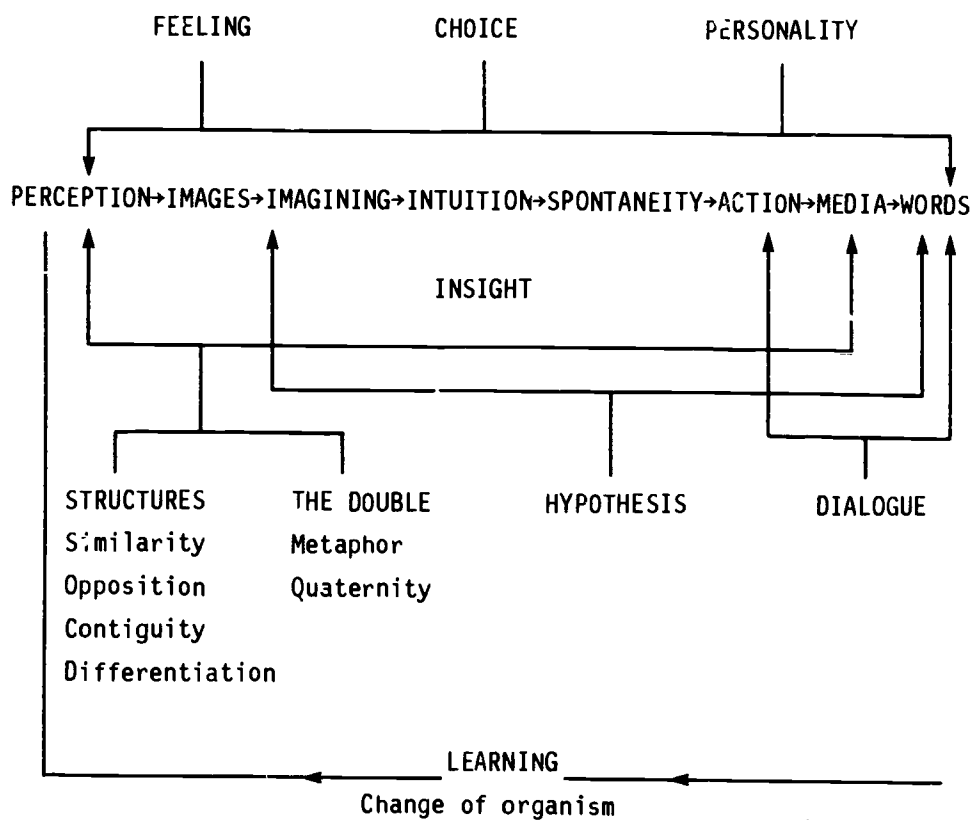 FEELING CHOICE PERSONALITY
PERCEPTION→IMAGES→IMAGINING→INTUITION→SPONTANEITY→ACTION→MEDIA→WORDS
INSIGHT
STRUCTURES THE DOUBLE HYPOTHESIS DIALOGUE
Similarity Metaphor
Opposition Quaternity
Contiguity
Differentiation
LEARNING
Change of organism